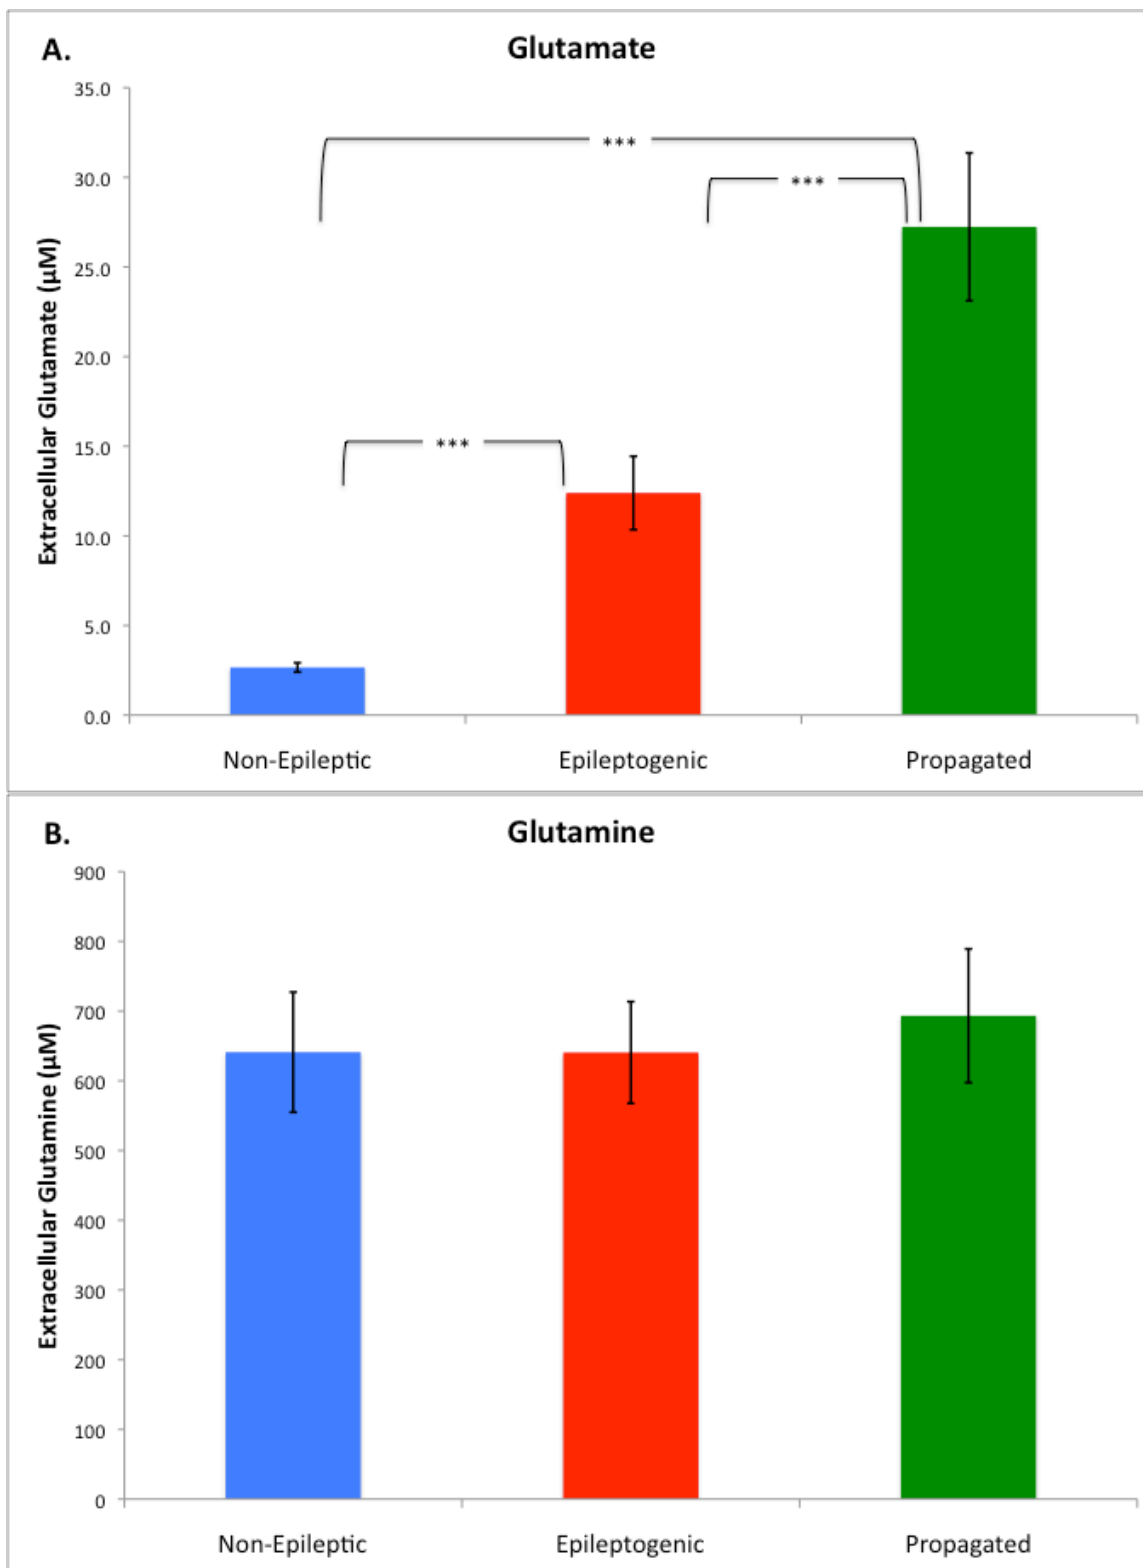 A.
Glutamate
Extracellular Glutamate (µM)
35.0
30.0
25.0
20.0
15.0
10.0
5.0
0.0
***
***
***
Non-Epileptic Epileptogenic Propagated
B.
Glutamine
Extracellular Glutamine (µM)
900
800
700
600
500
400
300
200
100
0
Non-Epileptic Epileptogenic Propagated